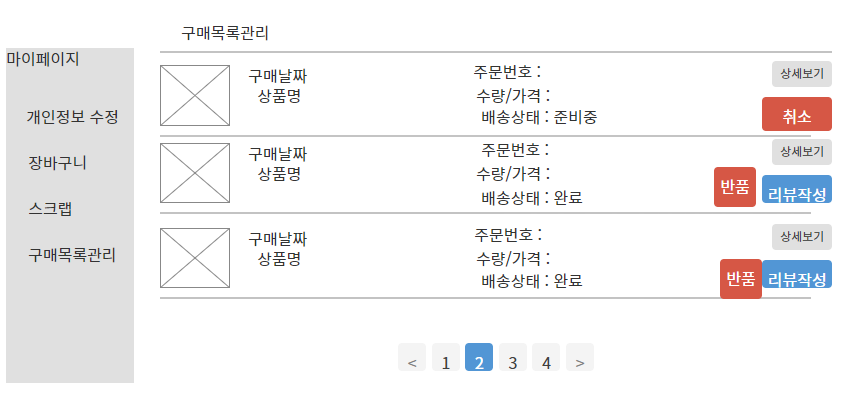 구매목록관리
마이페이지
개인정보 수정
장바구니
스크랩
구매목록관리
구매날짜
상품명
주문번호 :
수량/가격 :
배송상태 : 준비중
상세보기
취소
구매날짜
상품명
주문번호 :
수량/가격 :
배송상태 : 완료
상세보기
반품
리뷰작성
구매날짜
상품명
주문번호 :
수량/가격 :
배송상태 : 완료
상세보기
반품
리뷰작성
< 1 2 3 4 >